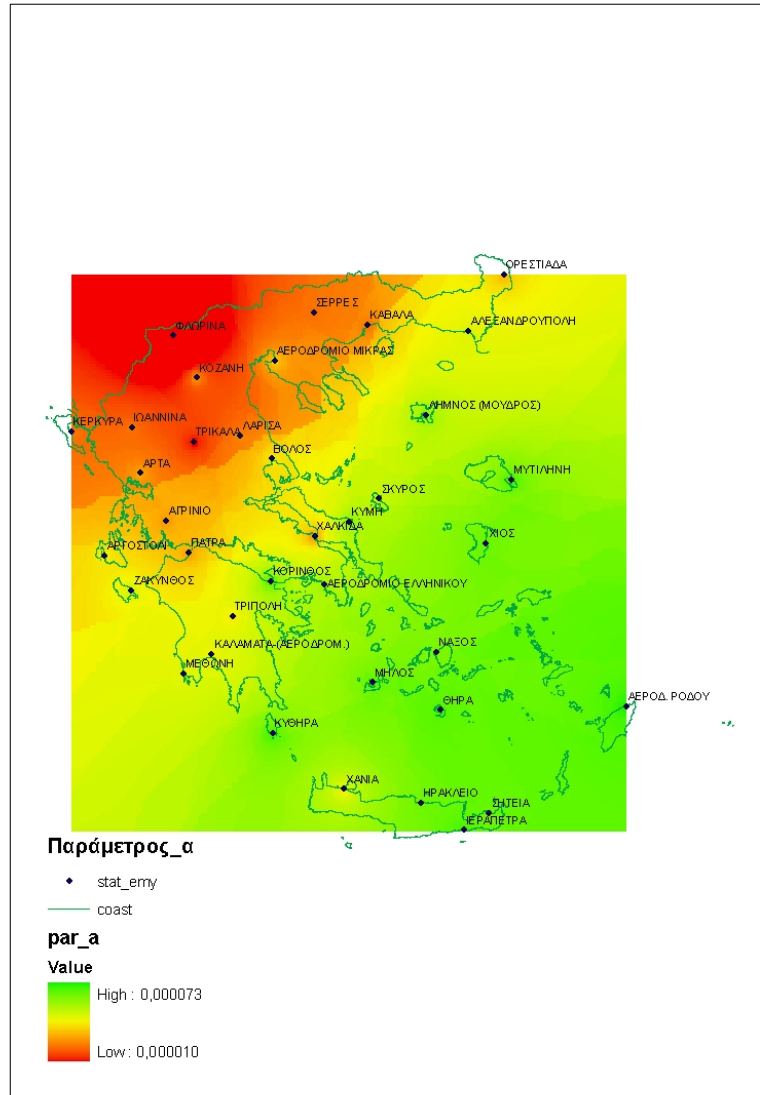 ΟΡΕΣΤΙΑΔΑ
ΣΕΡΡΕΣ
ΚΑΒΑΛΑ
ΦΛΩΡΙΝΑ
ΑΛΕΞΑΝΔΡΟΥΠΟΛΗ
ΑΕΡΟΔΡΟΜΙΟ ΜΙΚΡΑΣ
ΚΟΖΑΝΗ
ΛΗΜΝΟΣ (ΜΟΥΔΡΟΣ)
ΚΕΡΚΥΡΑ
ΙΩΑΝΝΙΝΑ
ΛΑΡΙΣΑ
ΤΡΙΚΑΛΑ
ΒΟΛΟΣ
ΑΡΤΑ
ΜΥΤΙΛΗΝΗ
ΣΚΥΡΟΣ
ΑΓΡΙΝΙΟ
ΚΥΜΗ
ΧΑΛΚΙΔΑ
ΧΙΟΣ
ΑΡΓΟΣΤΟΛΙ
ΠΑΤΡΑ
ΚΟΡΙΝΘΟΣ
ΖΑΚΥΝΘΟΣ
ΑΕΡΟΔΡΟΜΙΟ ΕΛΛΗΝΙΚΟΥ
ΤΡΙΠΟΛΗ
ΚΑΛΑΜΑΤΑ-(ΑΕΡΟΔΡΟΜ.)
ΝΑΞΟΣ
ΜΕΘΩΝΗ
ΜΗΛΟΣ
ΘΗΡΑ
ΑΕΡΟΔ. ΡΟΔΟΥ
ΚΥΘΗΡΑ
ΧΑΝΙΑ
ΗΡΑΚΛΕΙΟ
ΣΗΤΕΙΑ
ΙΕΡΑΠΕΤΡΑ
Παράμετρος_α
stat_emy
coast
par_a
Value
High : 0,000073
Low : 0,000010